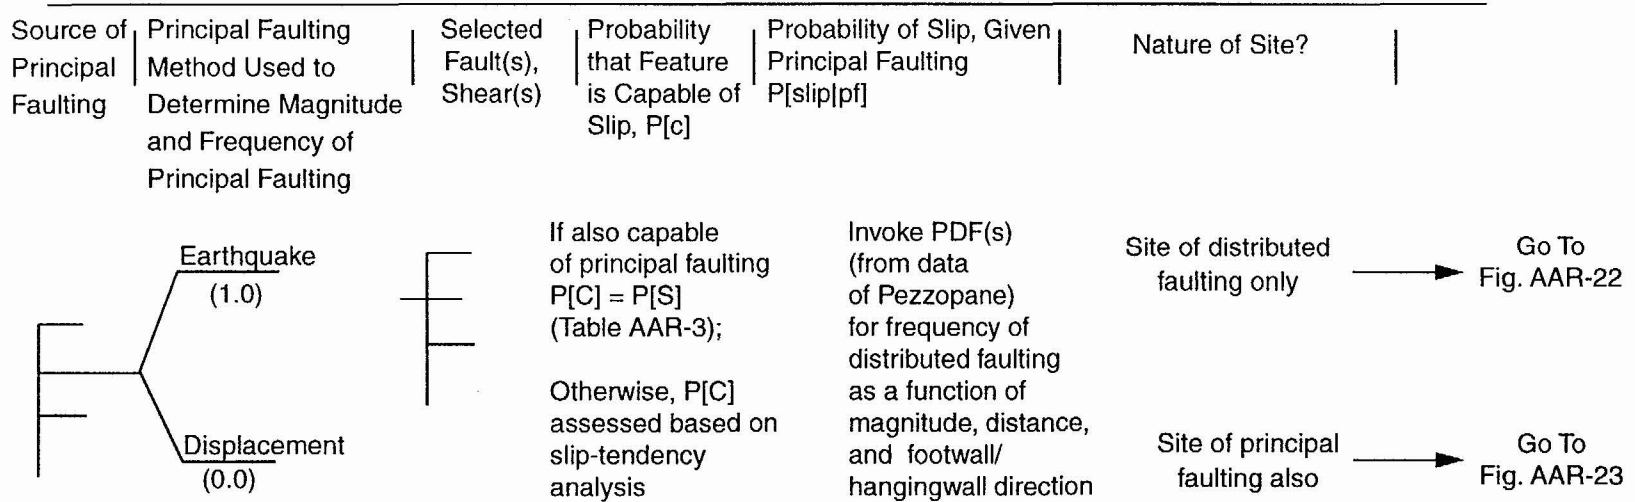 Source of
Principal
Faulting
Principal Faulting
Method Used to
Determine Magnitude
and Frequency of
Principal Faulting
Selected
Fault(s),
Shear(s)
Probability
that Feature
is Capable of
Slip, P[c]
Probability of Slip, Given
Principal Faulting
P[slip|pf]
Nature of Site?
Earthquake
(1.0)
Displacement
(0.0)
If also capable
of principal faulting
P[C] = P[S]
(Table AAR-3);
Otherwise, P[C]
assessed based on
slip-tendency
analysis
Invoke PDF(s)
(from data
of Pezzopane)
for frequency of
distributed faulting
as a function of
magnitude, distance,
and footwall/
hangingwall direction
Site of distributed
faulting only
Go To
Fig. AAR-22
Site of principal
faulting also
Go To
Fig. AAR-23